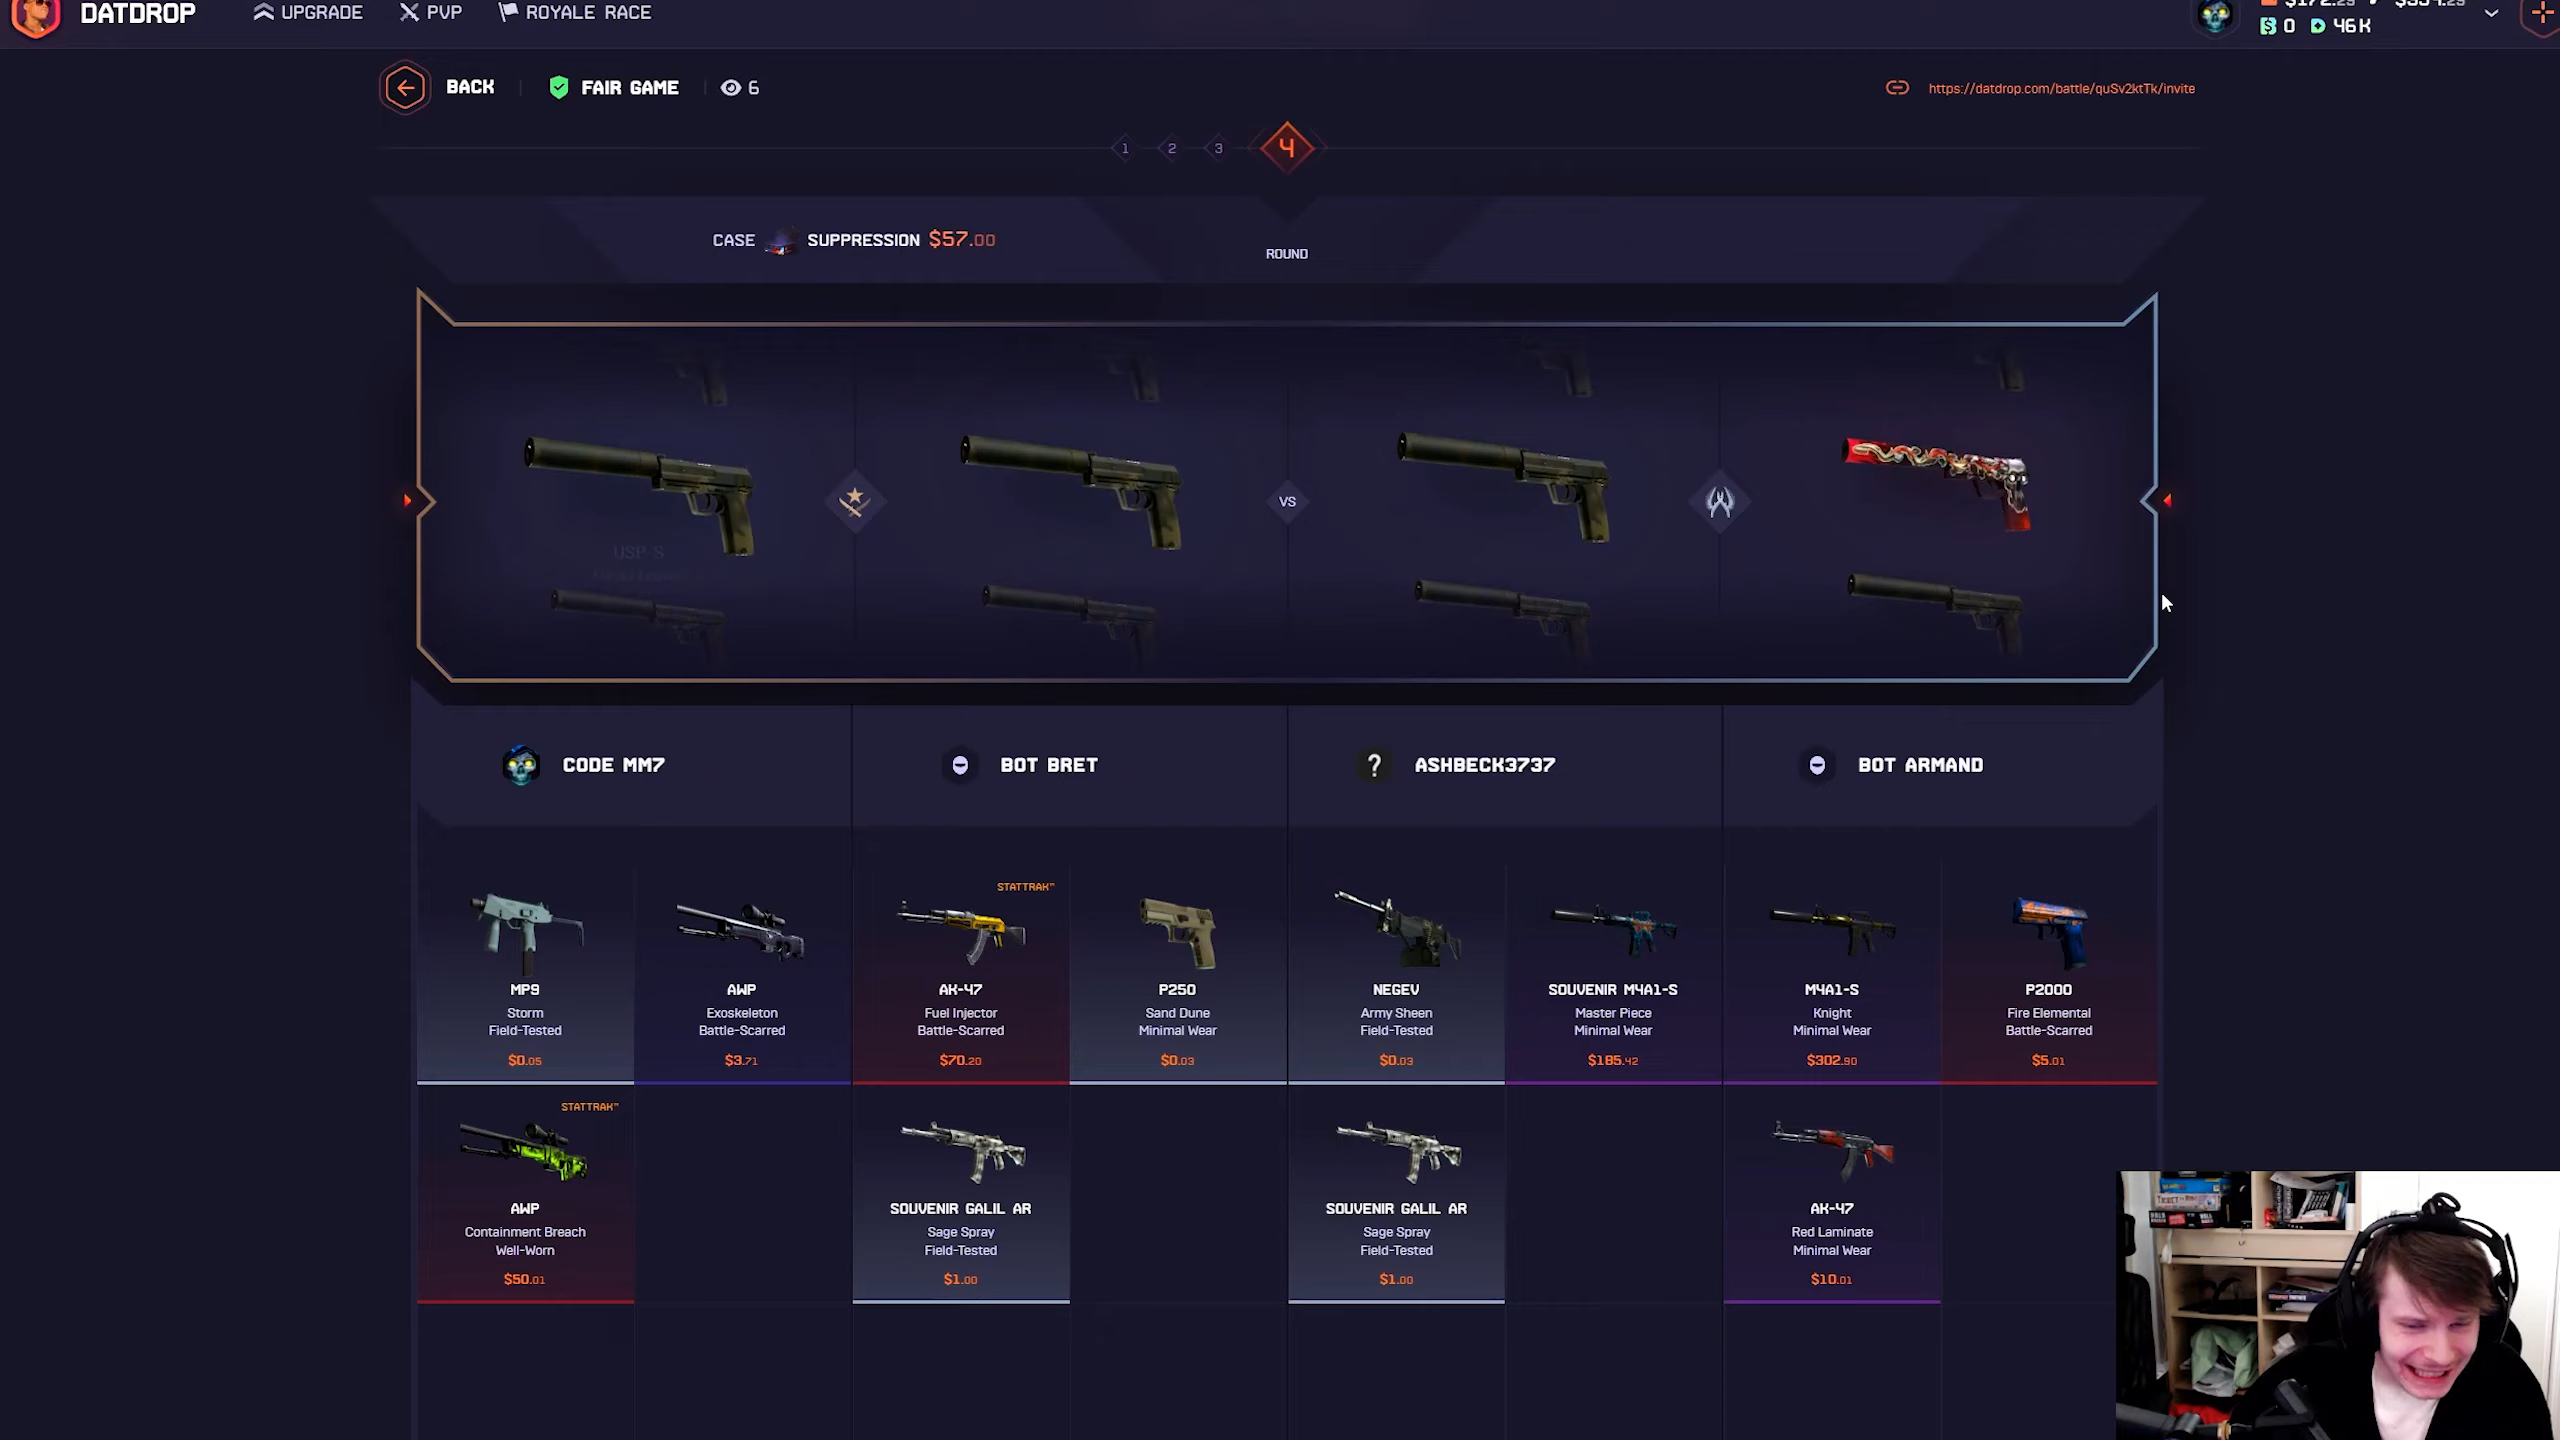 DATDROP
UPGRADE
PVP
ROYALE RACE
0
46K
BACK
FAIR GAME
6
https://datdrop.com/battle/quSv2ktTk/invite
1
2
3
4
CASE SUPPRESSION $57.00
ROUND
VS
USP-S
CODE MM7
BOT BRET
ASHBECK3737
BOT ARMAND
MP9
Storm
Field-Tested
$0.05
AWP
Exoskeleton
Battle-Scarred
$3.71
STATTRAK™
AK-47
Fuel Injector
Battle-Scarred
$70.20
P250
Sand Dune
Minimal Wear
$0.03
NEGEV
Army Sheen
Field-Tested
$0.03
SOUVENIR M4A1-S
Master Piece
Minimal Wear
$185.42
M4A1-S
Knight
Minimal Wear
$302.90
P2000
Fire Elemental
Battle-Scarred
$5.01
STATTRAK™
AWP
Containment Breach
Well-Worn
$50.01
SOUVENIR GALIL AR
Sage Spray
Field-Tested
$1.00
SOUVENIR GALIL AR
Sage Spray
Field-Tested
$1.00
AK-47
Red Laminate
Minimal Wear
$10.01